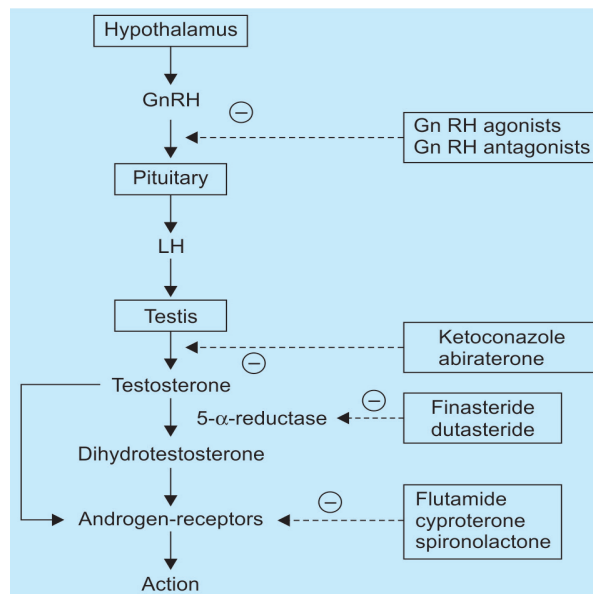 Hypothalamus
GnRH
−
Gn RH agonists
Gn RH antagonists
Pituitary
LH
Testis
−
Ketoconazole
abiraterone
Testosterone
5-α-reductase
−
Finasteride
dutasteride
Dihydrotestosterone
Androgen-receptors
−
Flutamide
cyproterone
spironolactone
Action